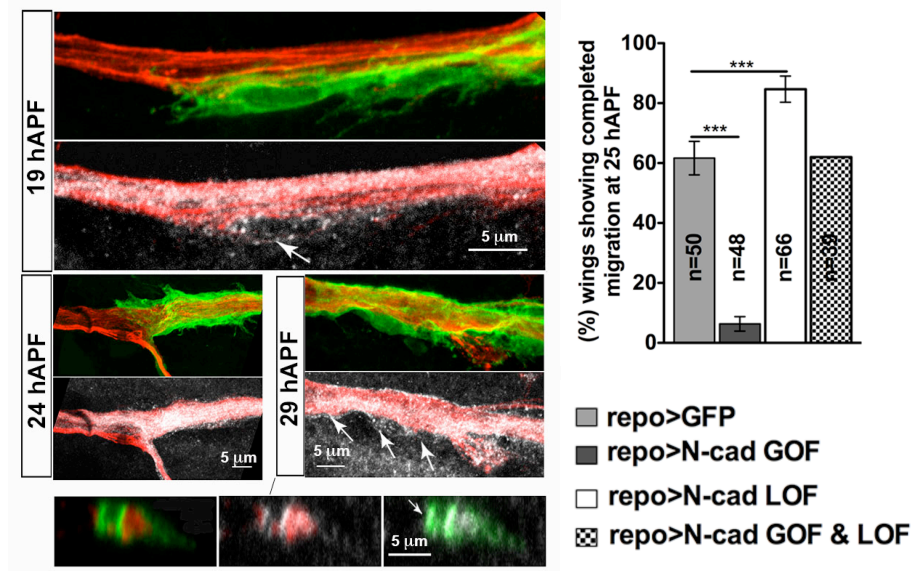 19 hAPF
5 μm
24 hAPF
5 μm
29 hAPF
5 μm
5 μm
(%) wings showing completed
migration at 25 hAPF
100
80
60
40
20
0
***
***
n=50
n=48
n=66
repo>GFP
repo>N-cad GOF
repo>N-cad LOF
repo>N-cad GOF & LOF